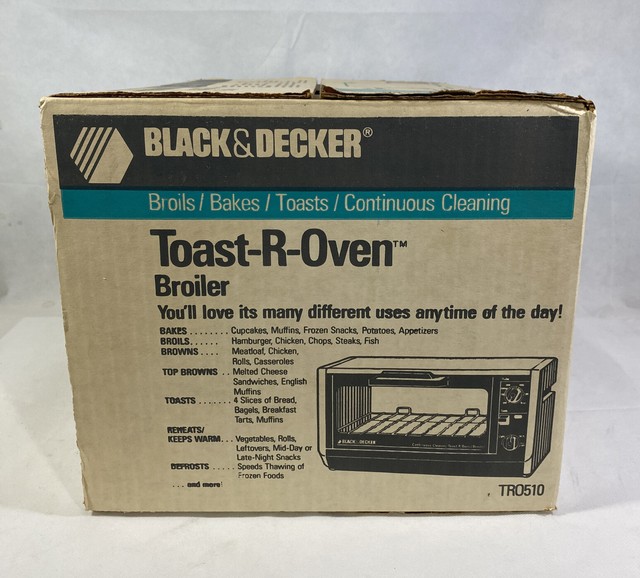 BLACK&DECKER®
Broils / Bakes / Toasts / Continuous Cleaning
Toast-R-Oven™
Broiler
You'll love its many different uses anytime of the day!
BAKES ........ Cupcakes, Muffins, Frozen Snacks, Potatoes, Appetizers
BROILS...... Hamburger, Chicken, Chops, Steaks, Fish
BROWNS .... Meatloaf, Chicken,
Rolls, Casseroles
TOP BROWNS .. Melted Cheese
Sandwiches, English
Muffins
TOASTS ....... 4 Slices of Bread,
Bagels, Breakfast
Tarts, Muffins
REHEATS/
KEEPS WARM... Vegetables, Rolls,
Leftovers, Mid-Day or
Late-Night Snacks
DEFROSTS ..... Speeds Thawing of
Frozen Foods
... and more!
BLACK & DECKER
TRO510